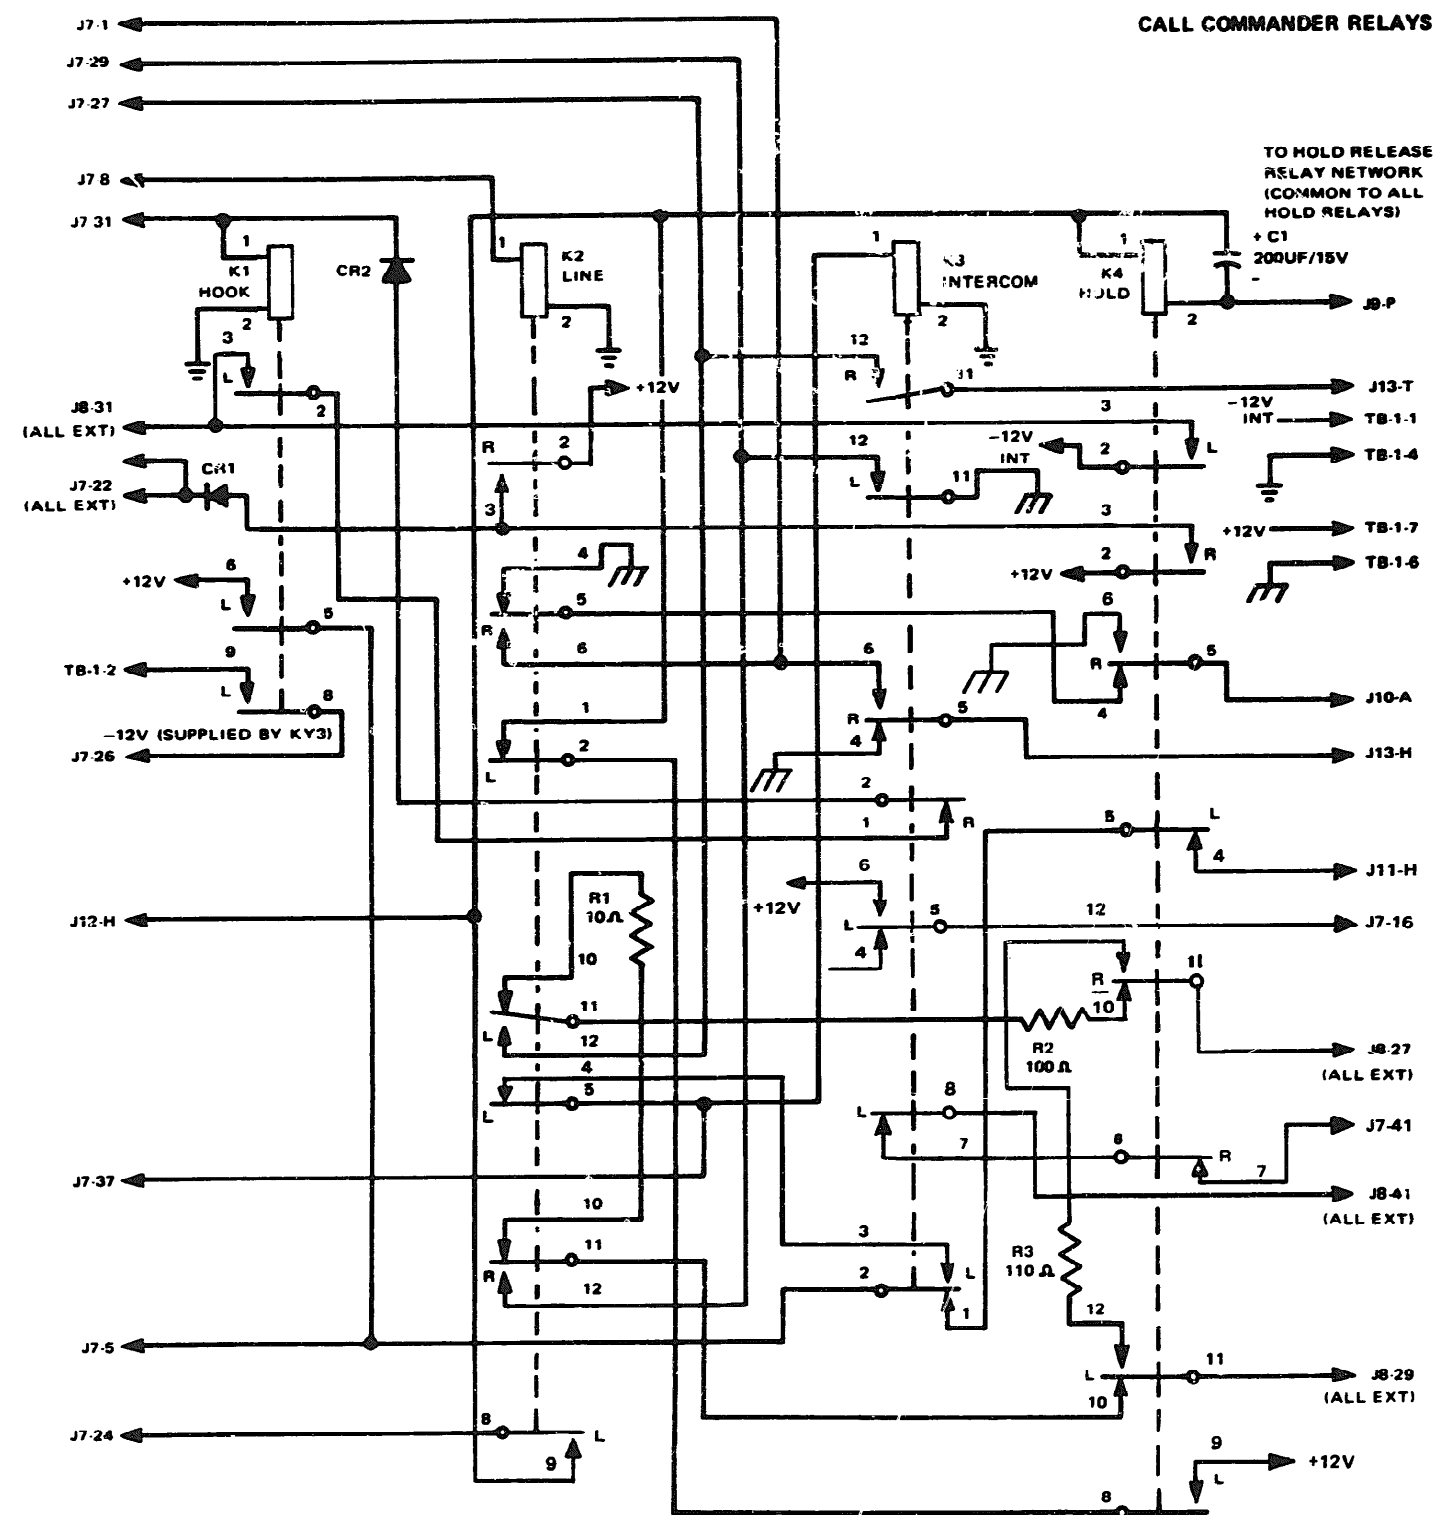 CALL COMMANDER RELAYS
J7-1
J7-29
J7-27
J7 8
J7 31
TO HOLD RELEASE
RELAY NETWORK
(COMMON TO ALL
HOLD RELAYS)
1
K1
HOOK
2
CR2
1
K2
LINE
2
1
K3
INTERCOM
2
1
K4
HOLD
2
+ C1
200UF/15V
-
J9-P
3
L
2
+12V
12
R
11
J13-T
J8-31
(ALL EXT)
3
L
-12V
INT
TB-1-1
R
2
12
L
11
-12V
INT
2
TB-1-4
CR1
J7-22
(ALL EXT)
3
3
R
+12V
TB-1-7
+12V
6
L
5
4
5
R
6
+12V
2
TB-1-6
6
R
5
4
TB-1-2
9
L
8
6
R
5
4
J10-A
-12V (SUPPLIED BY KY3)
J7-26
1
2
L
J13-H
2
1
R
5
L
4
J11-H
J12-H
R1
10Ω
10
6
+12V
L
5
4
12
J7-16
11
L
12
R
10
11
R2
100Ω
J8-27
(ALL EXT)
4
5
L
8
L
7
6
R
7
J7-41
J7-37
J8-41
(ALL EXT)
10
11
R
12
3
2
L
1
R3
110Ω
12
J7-5
L
11
10
J8-29
(ALL EXT)
J7-24
8
L
9
9
+12V
L
8